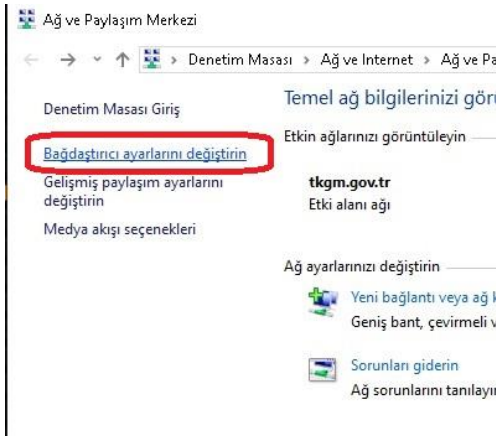 Ağ ve Paylaşım Merkezi
Denetim Masası > Ağ ve Internet > Ağ ve Pa
Denetim Masası Giriş
Bağdaştırıcı ayarlarını değiştirin
Gelişmiş paylaşım ayarlarını
değiştirin
Medya akışı seçenekleri
Temel ağ bilgilerinizi gör
Etkin ağlarınızı görüntüleyin
tkgm.gov.tr
Etki alanı ağı
Ağ ayarlarınızı değiştirin
Yeni bağlantı veya ağ k
Geniş bant, çevirmeli v
Sorunları giderin
Ağ sorunlarını tanılayı